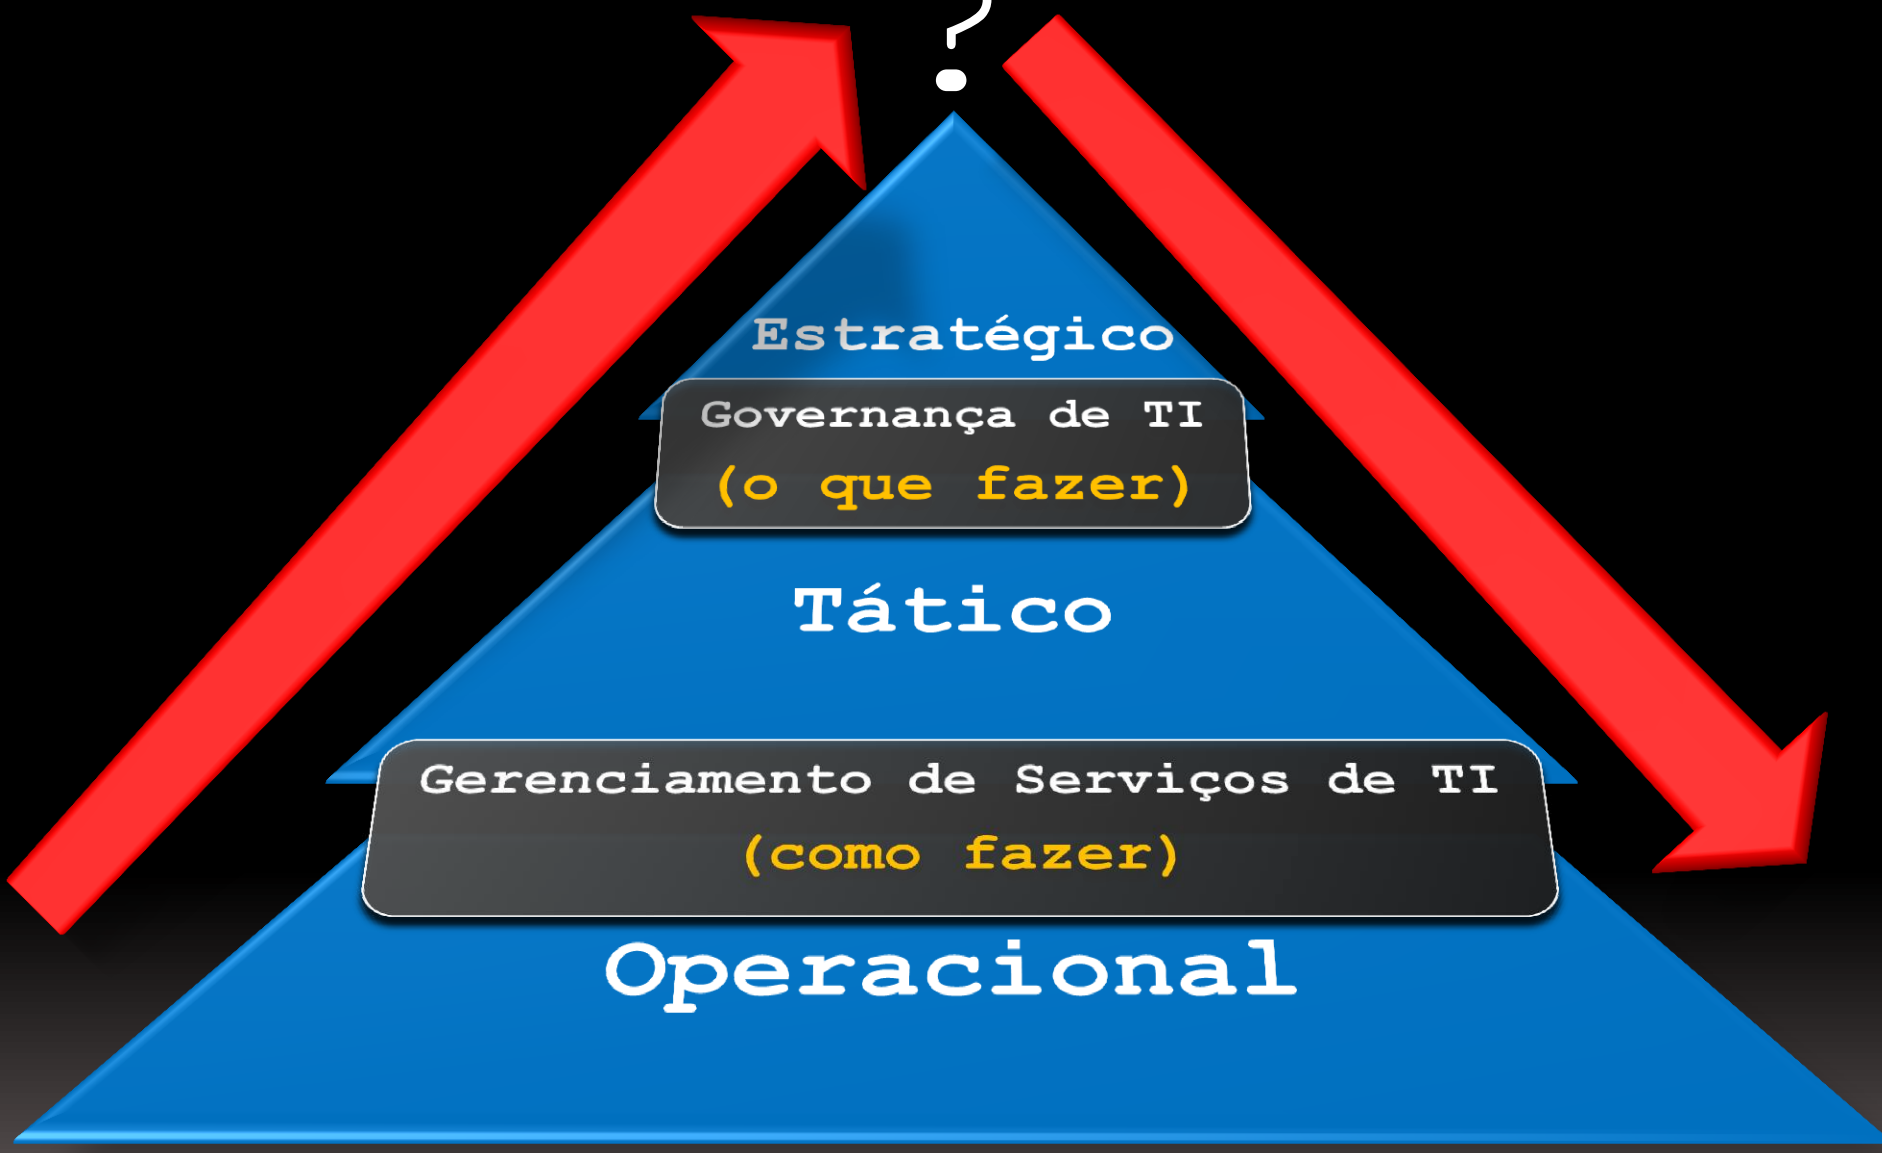 ?
Estratégico
Governança de TI
(o que fazer)
Tático
Gerenciamento de Serviços de TI
(como fazer)
Operacional